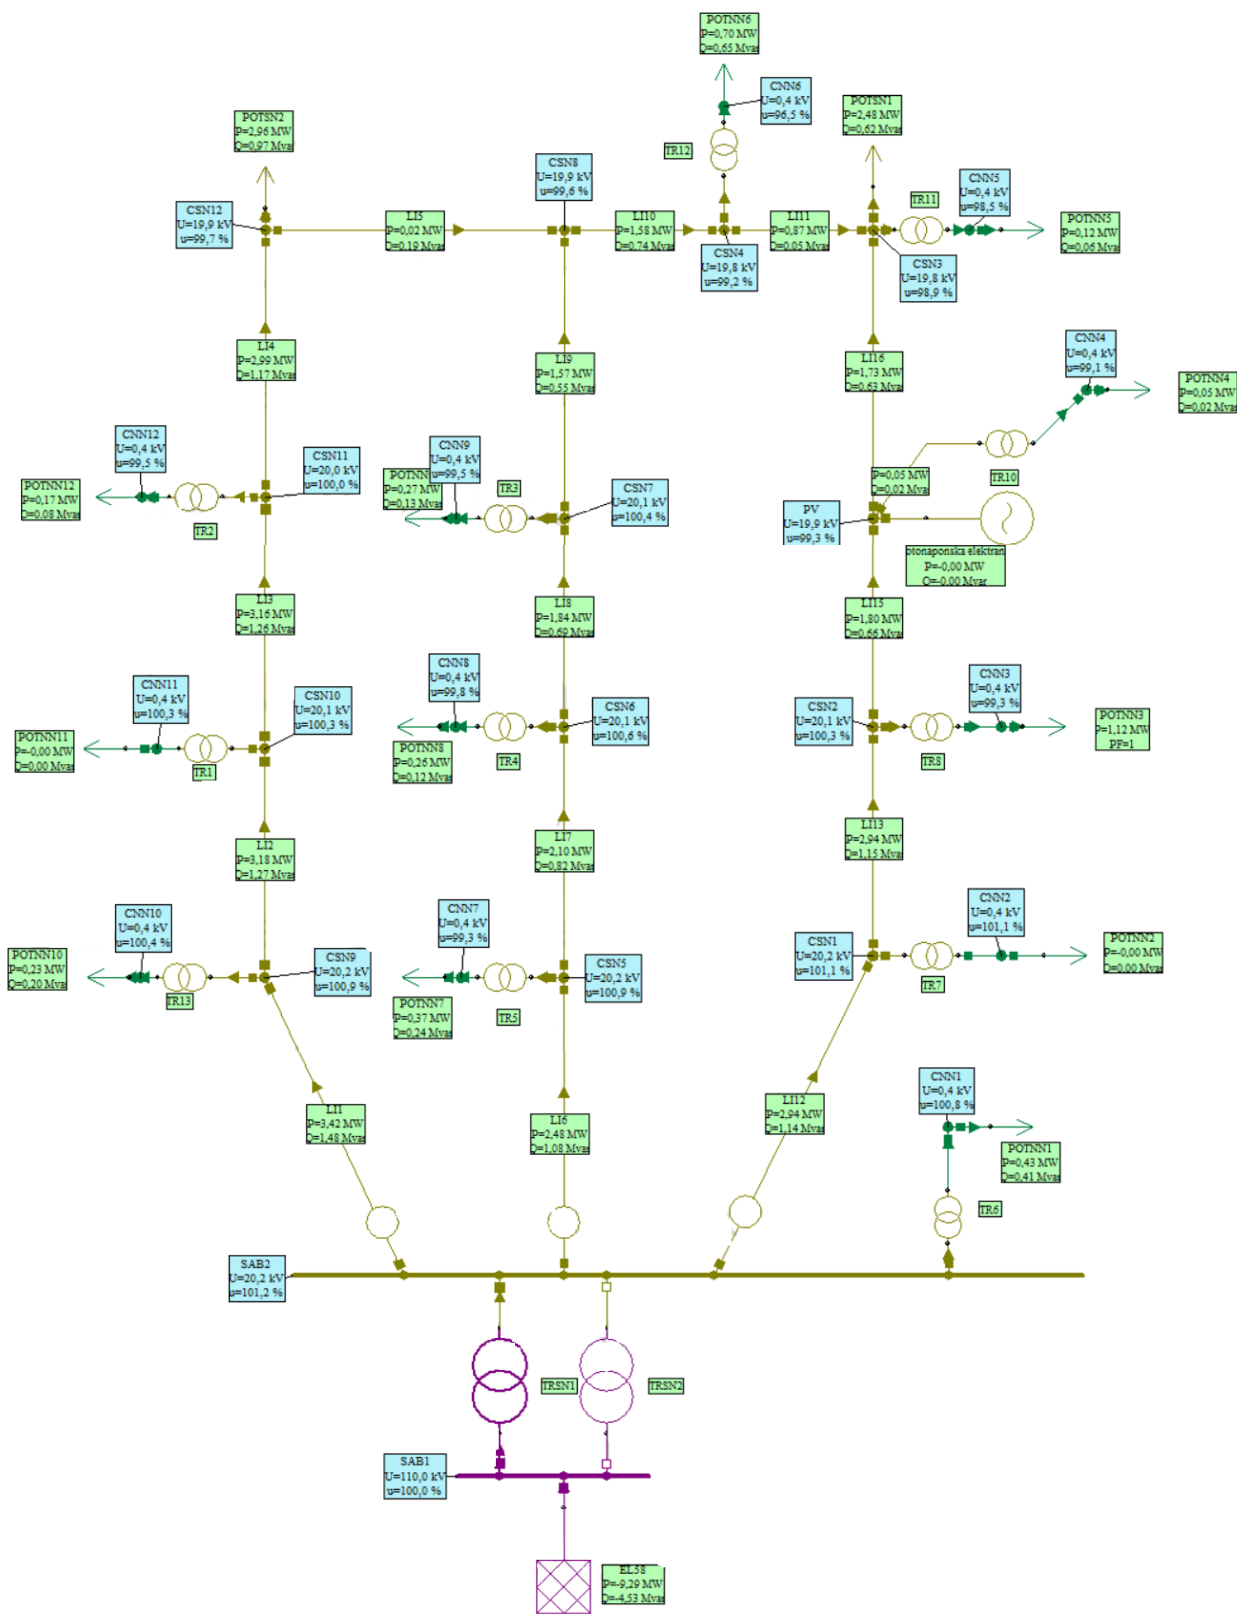 POTNN6
P=0,70 MW
Q=0,65 Mvar
CNN6
U=0,4 kV
u=96,5 %
TR12
POTSN2
P=2,96 MW
Q=0,97 Mvar
POTSN1
P=2,48 MW
Q=0,62 Mvar
CSN12
U=19,9 kV
u=99,7 %
LI5
P=0,02 MW
Q=0,19 Mvar
CSN8
U=19,9 kV
u=99,6 %
LI10
P=1,58 MW
Q=0,74 Mvar
CSN4
U=19,8 kV
u=99,2 %
LI11
P=0,87 MW
Q=0,05 Mvar
TR11
CNN5
U=0,4 kV
u=98,5 %
POTNN5
P=0,12 MW
Q=0,06 Mvar
CSN3
U=19,8 kV
u=98,9 %
LI4
P=2,99 MW
Q=1,17 Mvar
LI9
P=1,57 MW
Q=0,55 Mvar
LI16
P=1,73 MW
Q=0,63 Mvar
CNN4
U=0,4 kV
u=99,1 %
POTNN4
P=0,05 MW
Q=0,02 Mvar
TR10
P=0,05 MW
Q=0,02 Mvar
CNN12
U=0,4 kV
u=99,5 %
POTNN12
P=0,17 MW
Q=0,08 Mvar
TR2
CSN11
U=20,0 kV
u=100,0 %
CNN9
U=0,4 kV
u=99,5 %
POTNN
P=0,27 MW
Q=0,13 Mvar
TR3
CSN7
U=20,1 kV
u=100,4 %
PV
U=19,9 kV
u=99,3 %
otonaponska elektran
P=-0,00 MW
Q=-0,00 Mvar
LI3
P=3,16 MW
Q=1,26 Mvar
LI8
P=1,84 MW
Q=0,69 Mvar
LI15
P=1,80 MW
Q=0,66 Mvar
CNN11
U=0,4 kV
u=100,3 %
POTNN11
P=-0,00 MW
Q=0,00 Mvar
TR1
CSN10
U=20,1 kV
u=100,3 %
CNN8
U=0,4 kV
u=99,8 %
POTNN8
P=0,26 MW
Q=0,12 Mvar
TR4
CSN6
U=20,1 kV
u=100,6 %
CSN2
U=20,1 kV
u=100,3 %
TR8
CNN3
U=0,4 kV
u=99,3 %
POTNN3
P=1,12 MW
PF=1
LI2
P=3,18 MW
Q=1,27 Mvar
LI7
P=2,10 MW
Q=0,82 Mvar
LI13
P=2,94 MW
Q=1,15 Mvar
CNN10
U=0,4 kV
u=100,4 %
POTNN10
P=0,23 MW
Q=0,20 Mvar
TR13
CSN9
U=20,2 kV
u=100,9 %
CNN7
U=0,4 kV
u=99,3 %
POTNN7
P=0,37 MW
Q=0,24 Mvar
TR5
CSN5
U=20,2 kV
u=100,9 %
CSN1
U=20,2 kV
u=101,1 %
TR7
CNN2
U=0,4 kV
u=101,1 %
POTNN2
P=-0,00 MW
Q=0,00 Mvar
LI1
P=3,42 MW
Q=1,48 Mvar
LI6
P=2,48 MW
Q=1,08 Mvar
LI12
P=2,94 MW
Q=1,14 Mvar
CNN1
U=0,4 kV
u=100,8 %
POTNN1
P=0,43 MW
Q=0,41 Mvar
TR6
SAB2
U=20,2 kV
u=101,2 %
TRSN1
TRSN2
SAB1
U=110,0 kV
u=100,0 %
EL58
P=-9,29 MW
Q=-4,53 Mvar